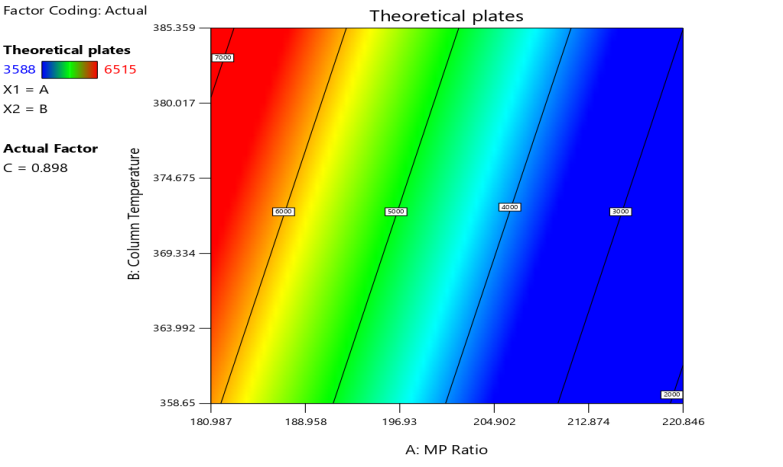 Factor Coding: Actual
Theoretical plates
3588 6515
X1 = A
X2 = B
Actual Factor
C = 0.898
Theoretical plates
B: Column Temperature
385.359
380.017
374.675
369.334
363.992
358.65
7000
6000
5000
4000
3000
2000
180.987 188.958 196.93 204.902 212.874 220.846
A: MP Ratio